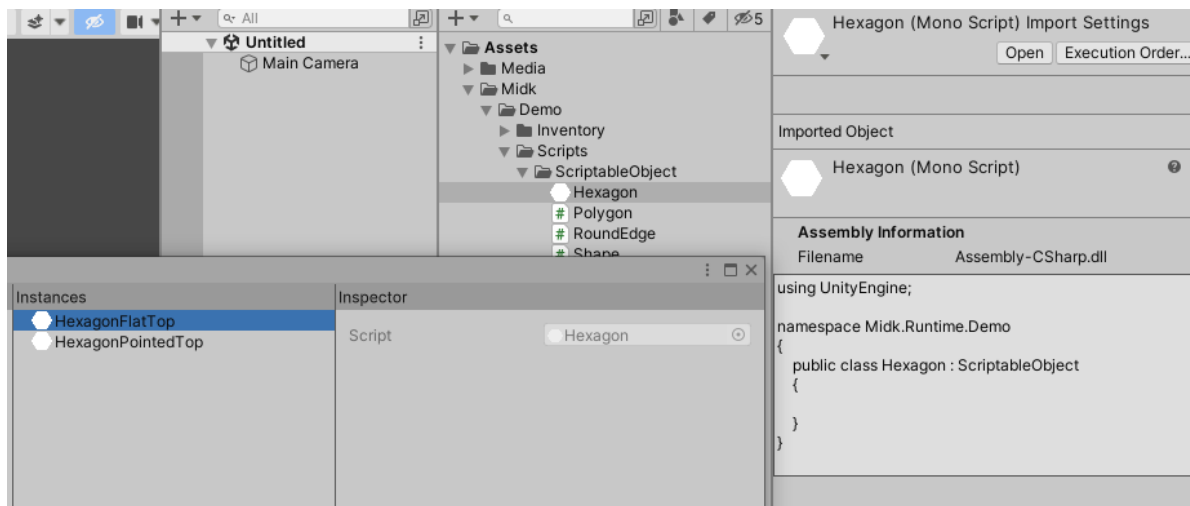 All
5
Untitled
Main Camera
Assets
Media
Midk
Demo
Inventory
Scripts
ScriptableObject
Hexagon
Polygon
RoundEdge
Shape
Hexagon (Mono Script) Import Settings
Open
Execution Order...
Imported Object
Hexagon (Mono Script)
Assembly Information
Filename Assembly-CSharp.dll
using UnityEngine;
namespace Midk.Runtime.Demo
{
public class Hexagon : ScriptableObject
{
}
}
Instances
HexagonFlatTop
HexagonPointedTop
Inspector
Script Hexagon